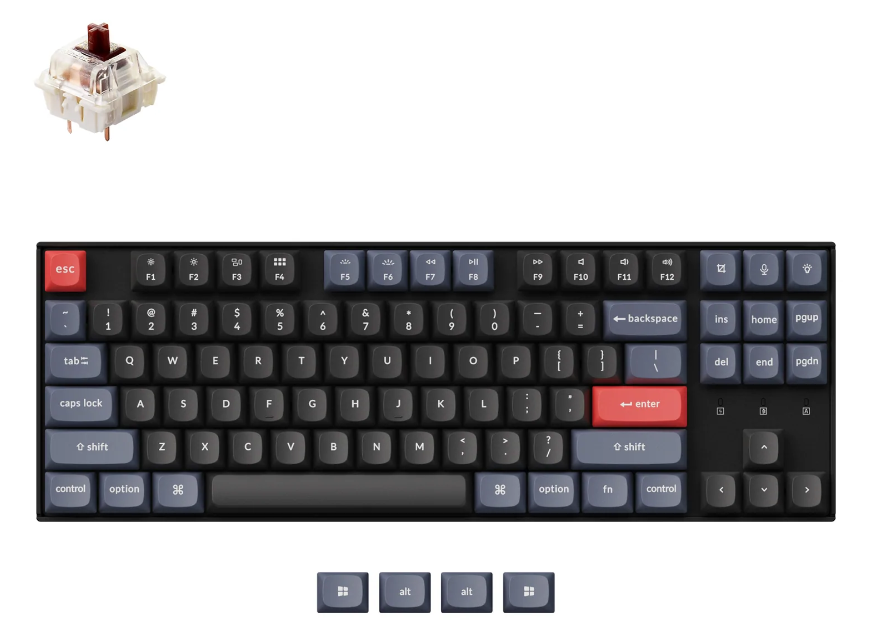 esc F1 F2 F3 F4 F5 F6 F7 F8 F9 F10 F11 F12
~ ! @ # $ % ^ & * ( ) — +
` 1 2 3 4 5 6 7 8 9 0 - = backspace ins home pgup
tab Q W E R T Y U I O P { } |
[ ] \ del end pgdn
caps lock A S D F G H J K L : " enter
; '
shift Z X C V B N M < > ? shift
, . /
control option ⌘ ⌘ option fn control
alt alt